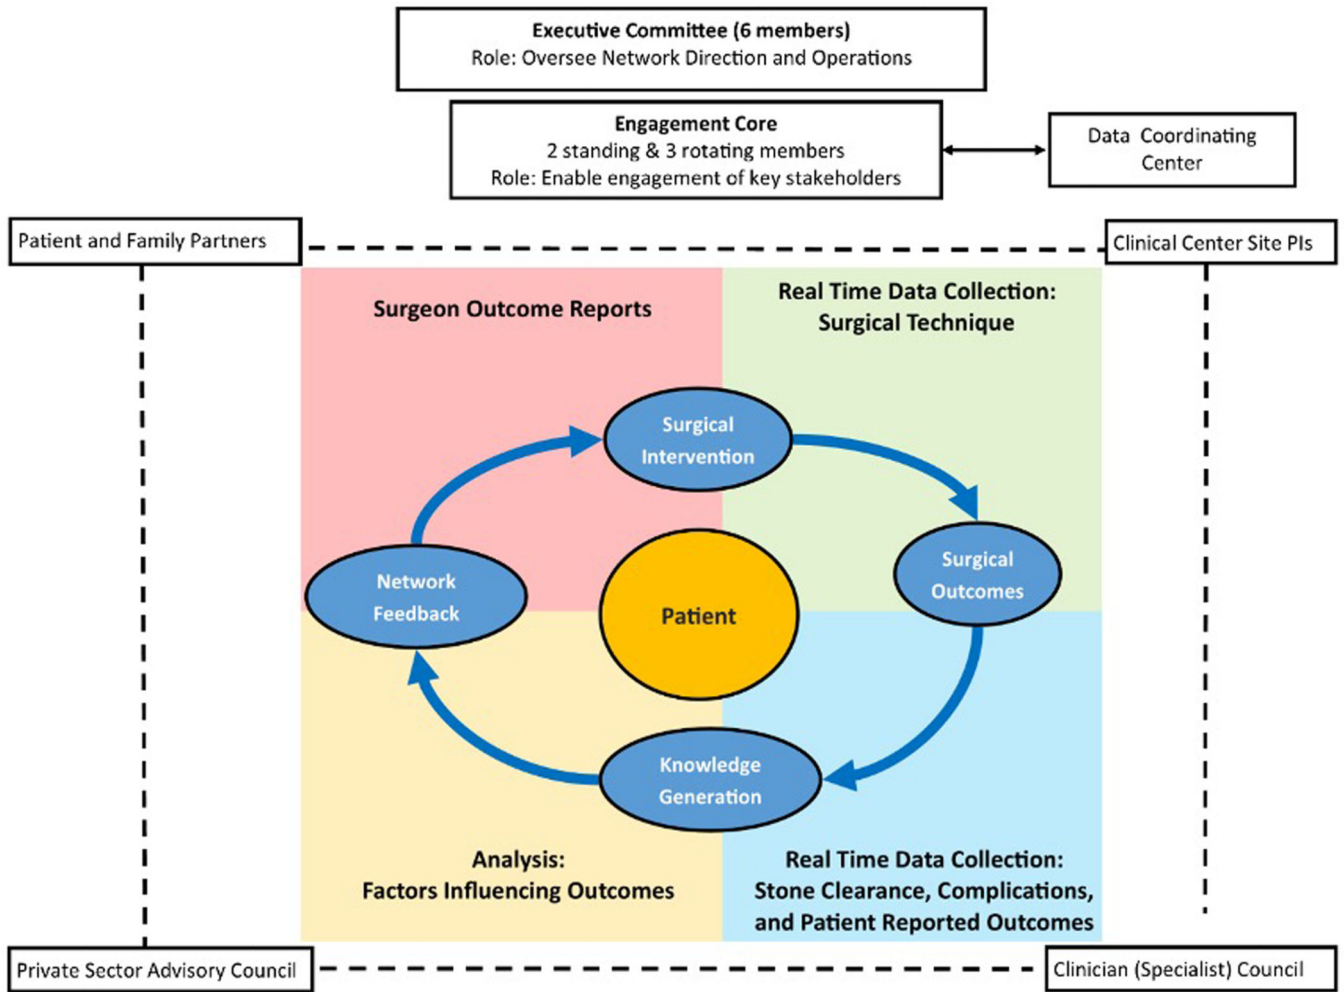 Executive Committee (6 members)
Role: Oversee Network Direction and Operations
Engagement Core
2 standing & 3 rotating members
Role: Enable engagement of key stakeholders
Data Coordinating
Center
Patient and Family Partners
Clinical Center Site PIs
Surgeon Outcome Reports
Real Time Data Collection:
Surgical Technique
Surgical
Intervention
Network
Feedback
Surgical
Outcomes
Patient
Knowledge
Generation
Analysis:
Factors Influencing Outcomes
Real Time Data Collection:
Stone Clearance, Complications,
and Patient Reported Outcomes
Private Sector Advisory Council
Clinician (Specialist) Council